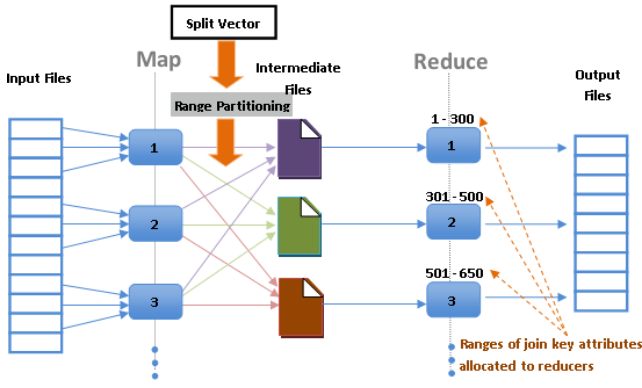 Split Vector
Map
Reduce
Input Files
Intermediate
Files
Output
Files
Range Partitioning
1 - 300
1
1
301 - 500
2
2
501 - 650
3
3
Ranges of join key attributes
allocated to reducers